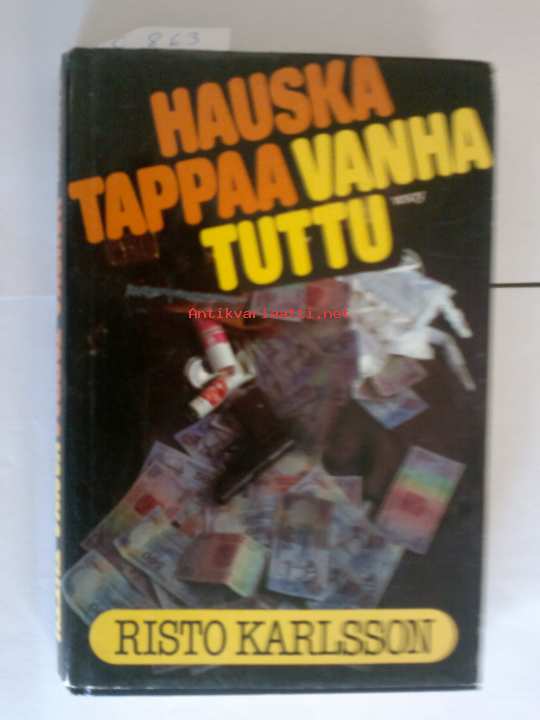 863
HAUSKA
TAPPAA VANHA
TUTTU
Antikvariaatti.net
RISTO KARLSSON